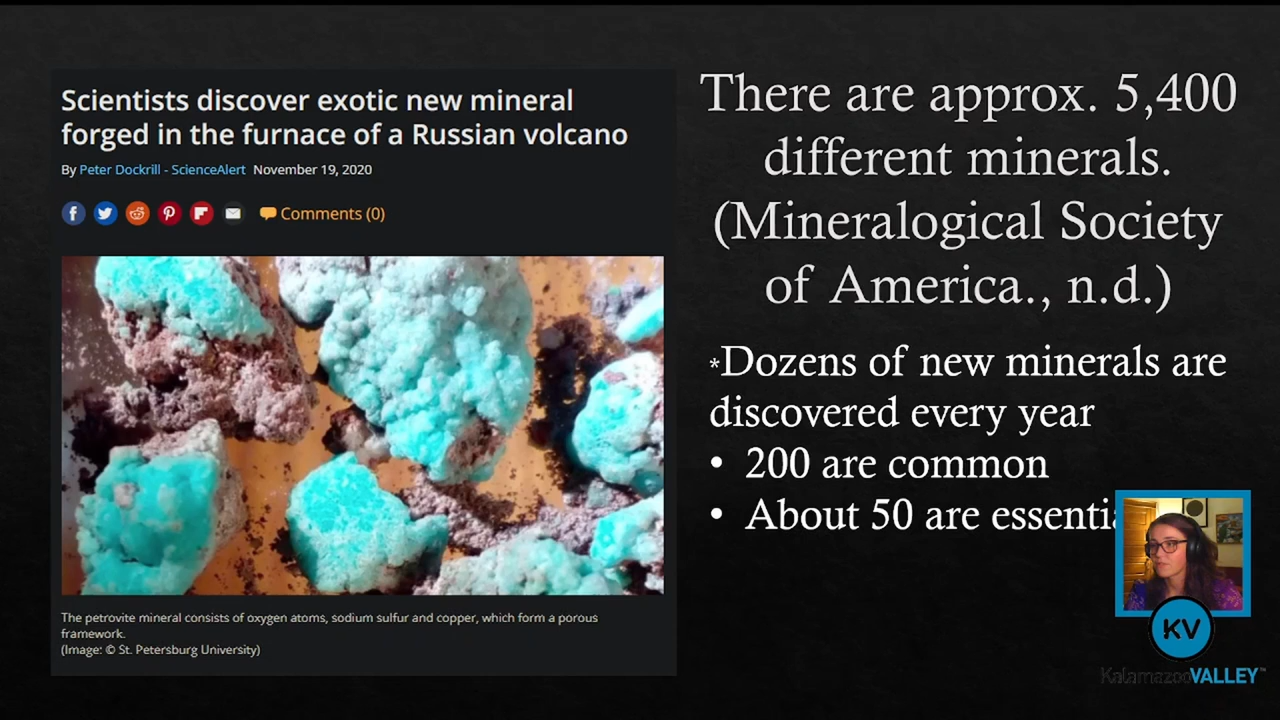 Scientists discover exotic new mineral
forged in the furnace of a Russian volcano
By Peter Dockrill - ScienceAlert November 19, 2020
Comments (0)
The petrovite mineral consists of oxygen atoms, sodium sulfur and copper, which form a porous
framework.
(Image: © St. Petersburg University)
There are approx. 5,400
different minerals.
(Mineralogical Society
of America., n.d.)
*Dozens of new minerals are
discovered every year
• 200 are common
• About 50 are essentia
KV
KalamazooVALLEY™